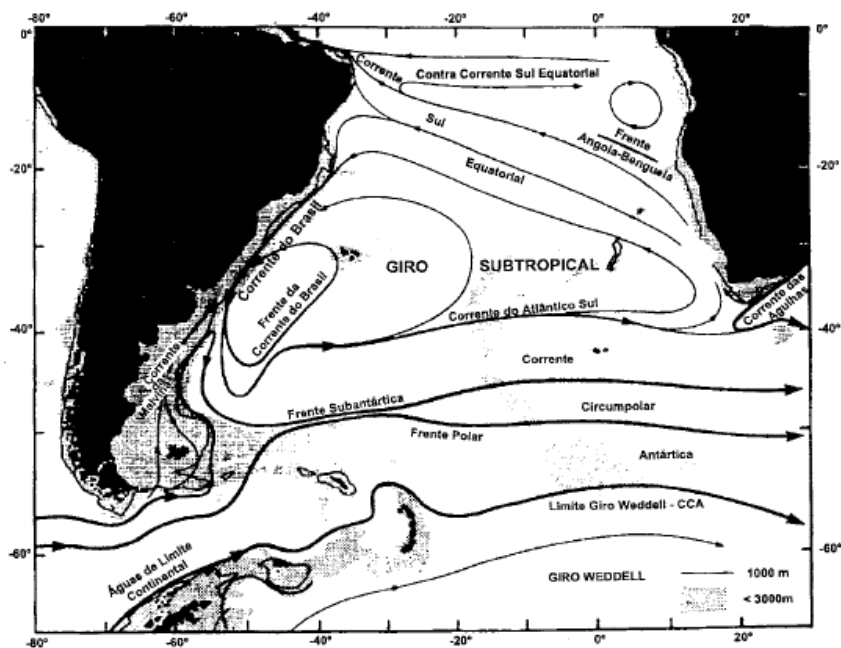 -80° -60° -40° -20° 0° 20°
0° 0°
Corrente
Contra Corrente Sul Equatorial
Sul
Frente
Angola-Benguela
-20° -20°
Equatorial
Corrente do Brasil
GIRO SUBTROPICAL
Frente da
Corrente do Brasil
Corrente das
Agulhas
Corrente do Atlântico Sul
-40° -40°
Corrente
Corrente
Malvinas
Frente Subantártica
Circumpolar
Frente Polar
Antártica
Limite Giro Weddell - CCA
-60° -60°
Águas de Limite
Continental
GIRO WEDDELL
1000 m
< 3000m
-80° -60° -40° -20° 0° 20°